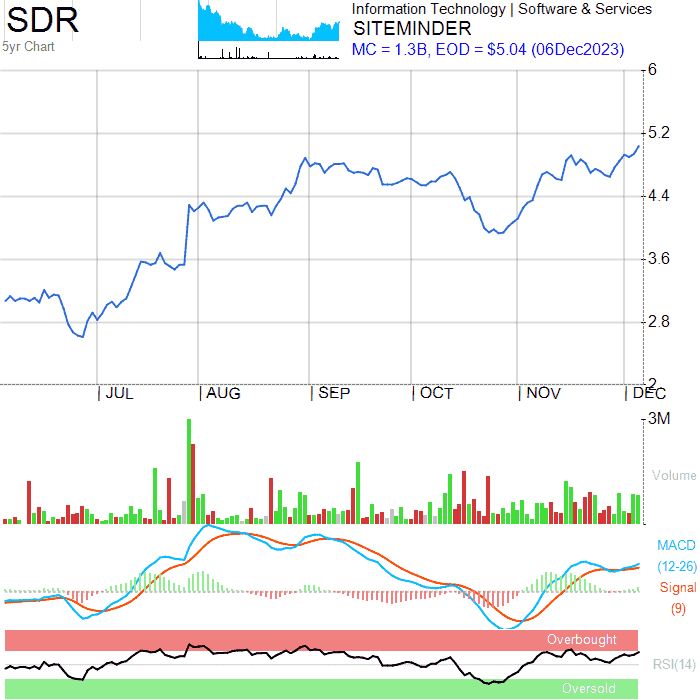 SDR
5yr Chart
Information Technology | Software & Services
SITEMINDER
MC = 1.3B, EOD = $5.04 (06Dec2023)
6
5.2
4.4
3.6
2.8
2
JUL AUG SEP OCT NOV DEC
3M
Volume
MACD
(12-26)
Signal
(9)
Overbought
RSI(14)
Oversold